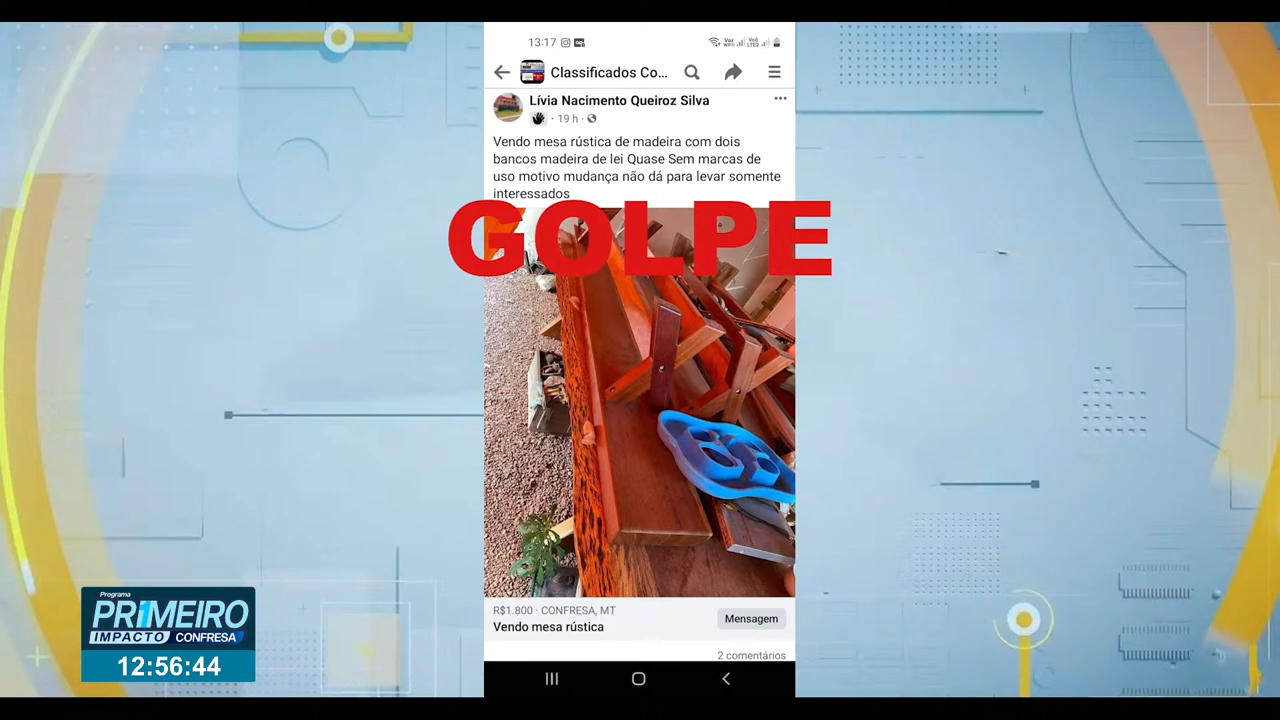 13:17
Classificados Co...
Lívia Nacimento Queiroz Silva
· 19 h ·
Vendo mesa rústica de madeira com dois
bancos madeira de lei Quase Sem marcas de
uso motivo mudança não dá para levar somente
interessados
GOLPE
R$1.800 · CONFRESA, MT
Mensagem
Vendo mesa rústica
2 comentários
Programa
PRIMEIRO
IMPACTO CONFRESA
12:56:44